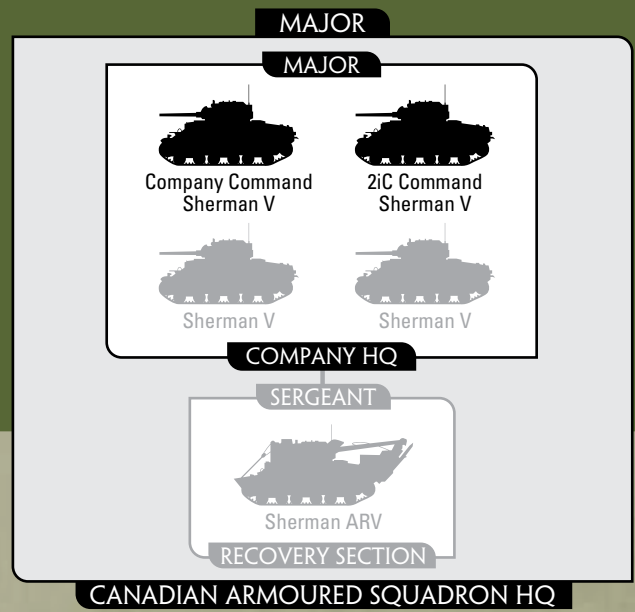 MAJOR
MAJOR
Company Command
Sherman V
2iC Command
Sherman V
Sherman V
Sherman V
COMPANY HQ
SERGEANT
Sherman ARV
RECOVERY SECTION
CANADIAN ARMOURED SQUADRON HQ